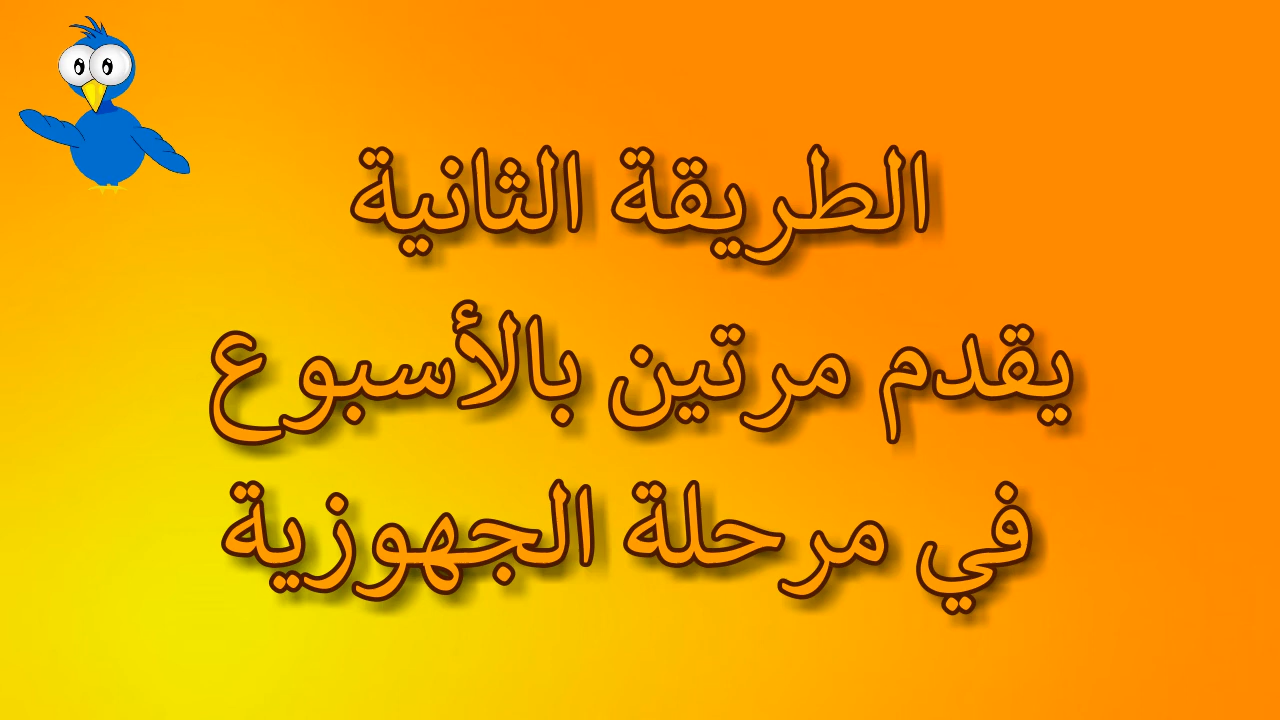 الطريقة الثانية
يقدم مرتين بالأسبوع
في مرحلة الجهوزية